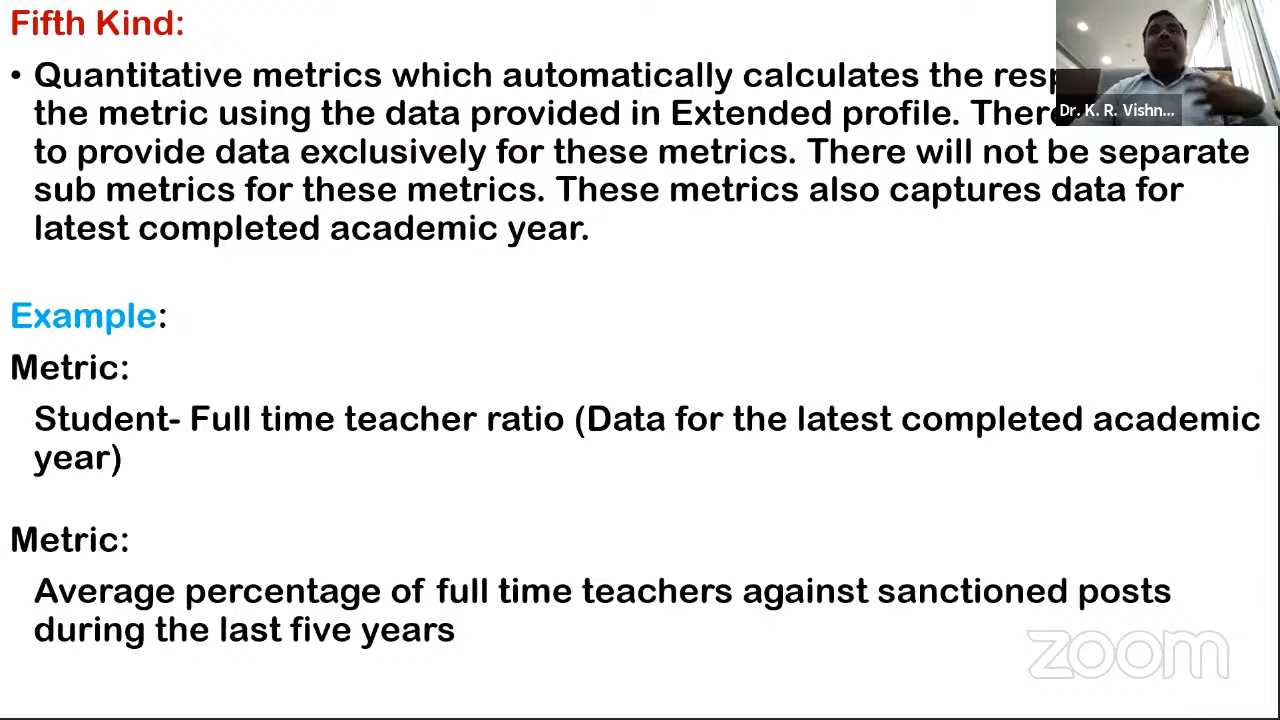 Fifth Kind:
• Quantitative metrics which automatically calculates the
the metric using the data provided in Extended profile.
to provide data exclusively for these metrics. There will not be separate
sub metrics for these metrics. These metrics also captures data for
latest completed academic year.
Example:
Metric:
Student- Full time teacher ratio (Data for the latest completed academic
year)
Metric:
Average percentage of full time teachers against sanctioned posts
during the last five years
Dr. K. R. Vishn...
zoom